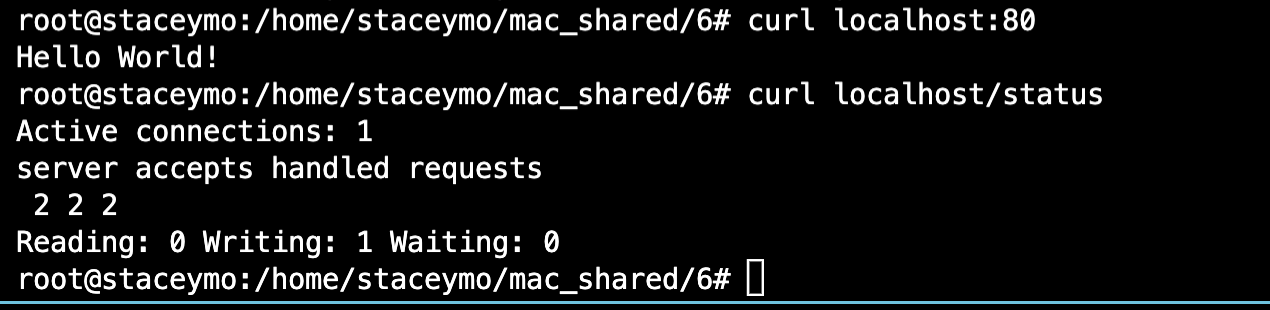 root@staceymo:/home/staceymo/mac_shared/6# curl localhost:80
Hello World!
root@staceymo:/home/staceymo/mac_shared/6# curl localhost/status
Active connections: 1
server accepts handled requests
 2 2 2
Reading: 0 Writing: 1 Waiting: 0
root@staceymo:/home/staceymo/mac_shared/6#